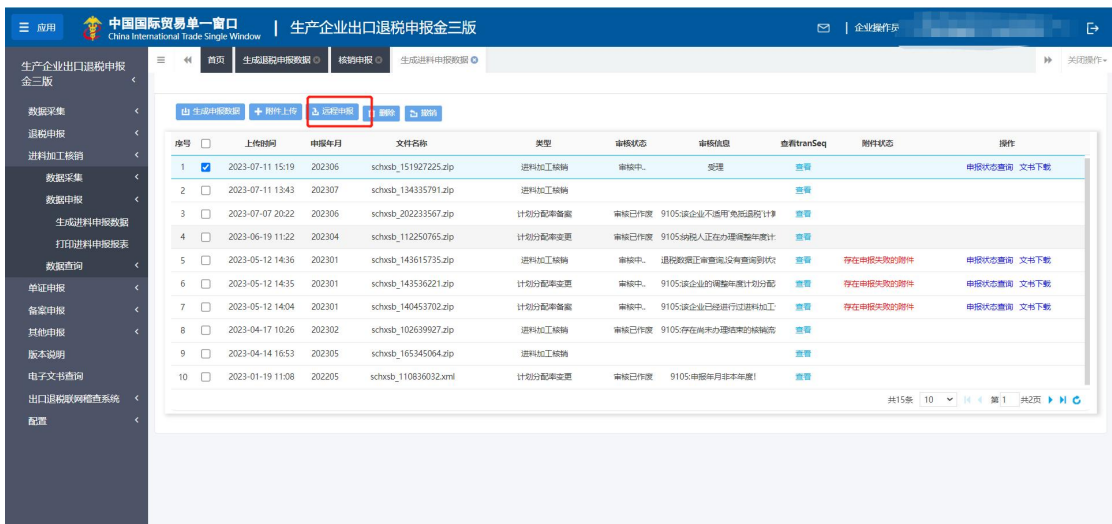 应用
中国国际贸易单一窗口
China International Trade Single Window
生产企业出口退税申报金三版
企业操作员
生产企业出口退税申报金三版
数据采集
退税申报
进料加工核销
数据采集
数据申报
生成进料申报数据
打印进料申报报表
数据查询
单证申报
备案申报
其他申报
版本说明
电子文书查询
出口退税联网稽查系统
配置
首页 生成退税申报数据 核销申报 生成进料申报数据 关闭操作
生成申报数据 附件上传 远程申报 删除 撤销
序号 上传时间 申报年月 文件名称 类型 审核状态 审核信息 查看tranSeq 附件状态 操作
1 2023-07-11 15:19 202306 schxsb_151927225.zip 进料加工核销 审核中.. 受理 查看 申报状态查询 文书下载
2 2023-07-11 13:43 202307 schxsb_134335791.zip 进料加工核销 查看
3 2023-07-07 20:22 202306 schxsb_202233567.zip 计划分配率备案 审核已作废 9105:该企业不适用'免抵退税'计算 查看
4 2023-06-19 11:22 202304 schxsb_112250765.zip 计划分配率变更 审核已作废 9105:纳税人正在办理调整年度计 查看
5 2023-05-12 14:36 202301 schxsb_143615735.zip 进料加工核销 审核中.. 退税数据正审查询,没有查询到状态 查看 存在申报失败的附件 申报状态查询 文书下载
6 2023-05-12 14:35 202301 schxsb_143536221.zip 计划分配率变更 审核中.. 9105:该企业的调整年度计划分配 查看 存在申报失败的附件 申报状态查询 文书下载
7 2023-05-12 14:04 202301 schxsb_140453702.zip 计划分配率备案 审核中.. 9105:该企业已经进行过进料加工 查看 存在申报失败的附件 申报状态查询 文书下载
8 2023-04-17 10:26 202302 schxsb_102639927.zip 进料加工核销 审核已作废 9105:存在尚未办理结束的核销流 查看
9 2023-04-14 16:53 202305 schxsb_165345064.zip 进料加工核销 查看
10 2023-01-19 11:08 202205 schxsb_110836032.xml 计划分配率变更 审核已作废 9105:申报年月非本年度! 查看
共15条 10 第 1 共2页